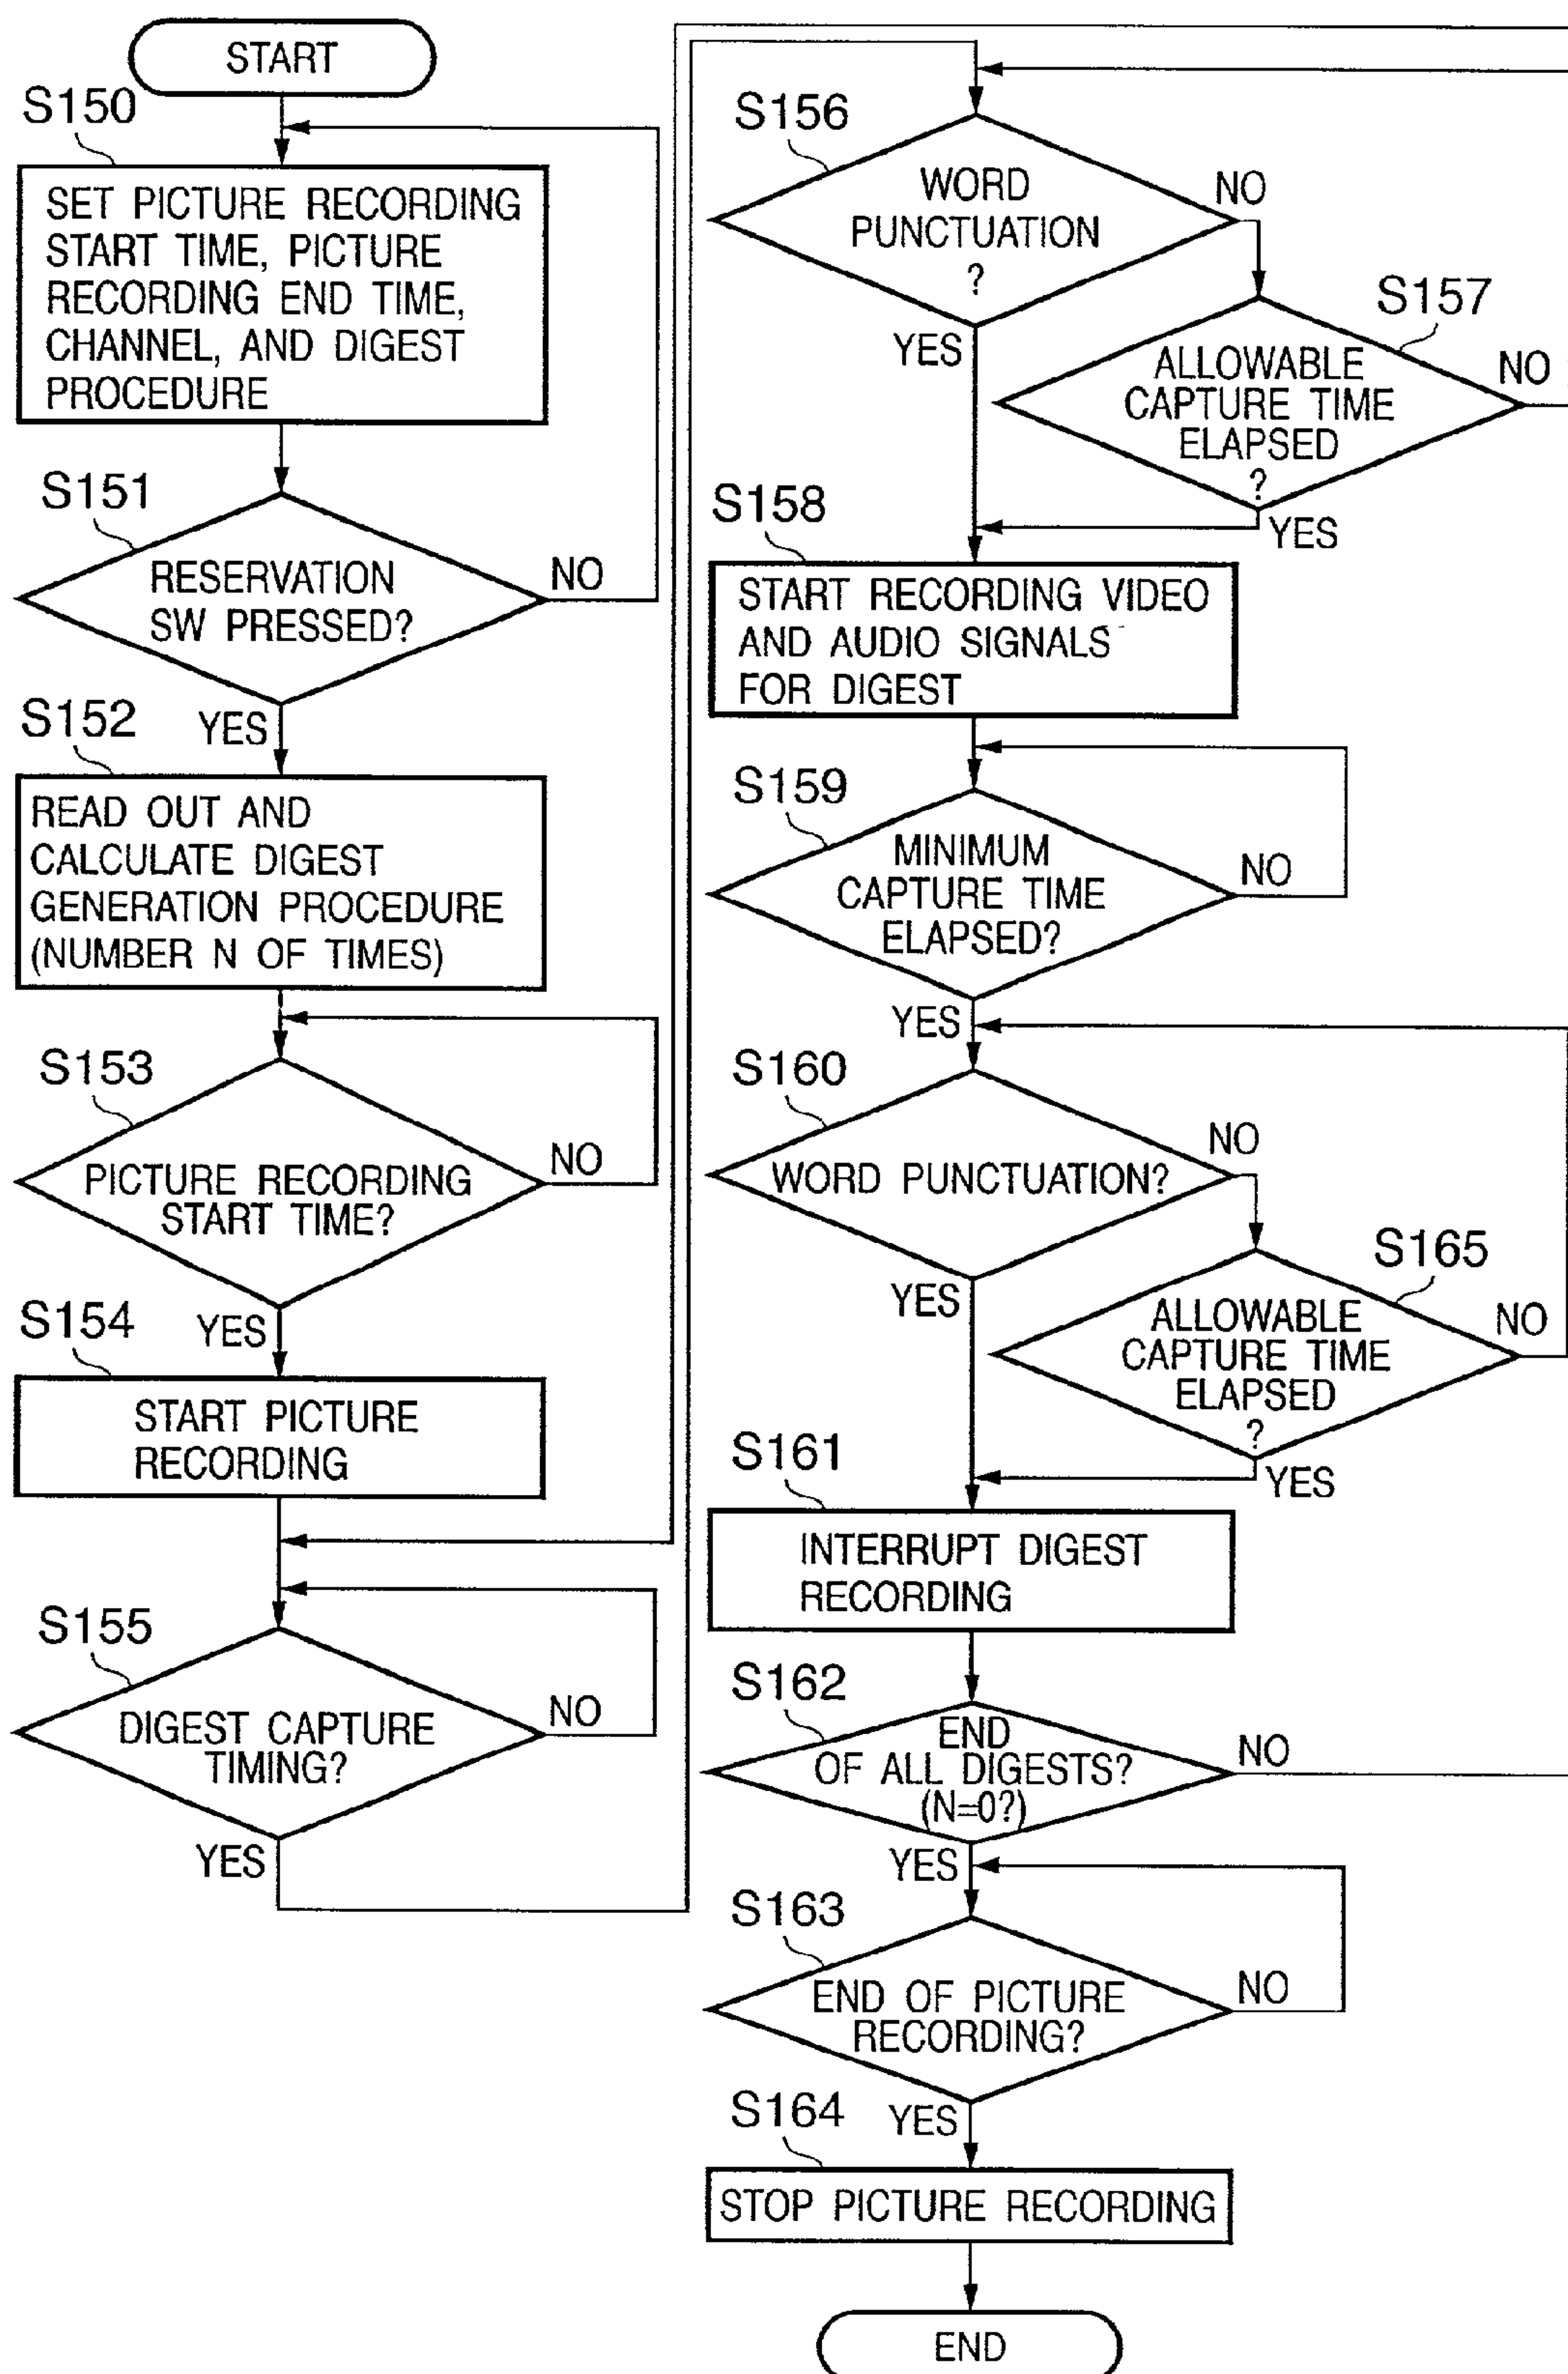 START
S150
SET PICTURE RECORDING
START TIME, PICTURE
RECORDING END TIME,
CHANNEL, AND DIGEST
PROCEDURE
S151
RESERVATION
SW PRESSED?
NO
YES
S152
READ OUT AND
CALCULATE DIGEST
GENERATION PROCEDURE
(NUMBER N OF TIMES)
S153
PICTURE RECORDING
START TIME?
NO
YES
S154
START PICTURE
RECORDING
S155
DIGEST CAPTURE
TIMING?
NO
YES
S156
WORD
PUNCTUATION
?
NO
YES
S157
ALLOWABLE
CAPTURE TIME
ELAPSED
?
NO
YES
S158
START RECORDING VIDEO
AND AUDIO SIGNALS
FOR DIGEST
S159
MINIMUM
CAPTURE TIME
ELAPSED?
NO
YES
S160
WORD PUNCTUATION?
NO
YES
S165
ALLOWABLE
CAPTURE TIME
ELAPSED
?
NO
YES
S161
INTERRUPT DIGEST
RECORDING
S162
END
OF ALL DIGESTS?
(N=0?)
NO
YES
S163
END OF PICTURE
RECORDING?
NO
YES
S164
STOP PICTURE RECORDING
END